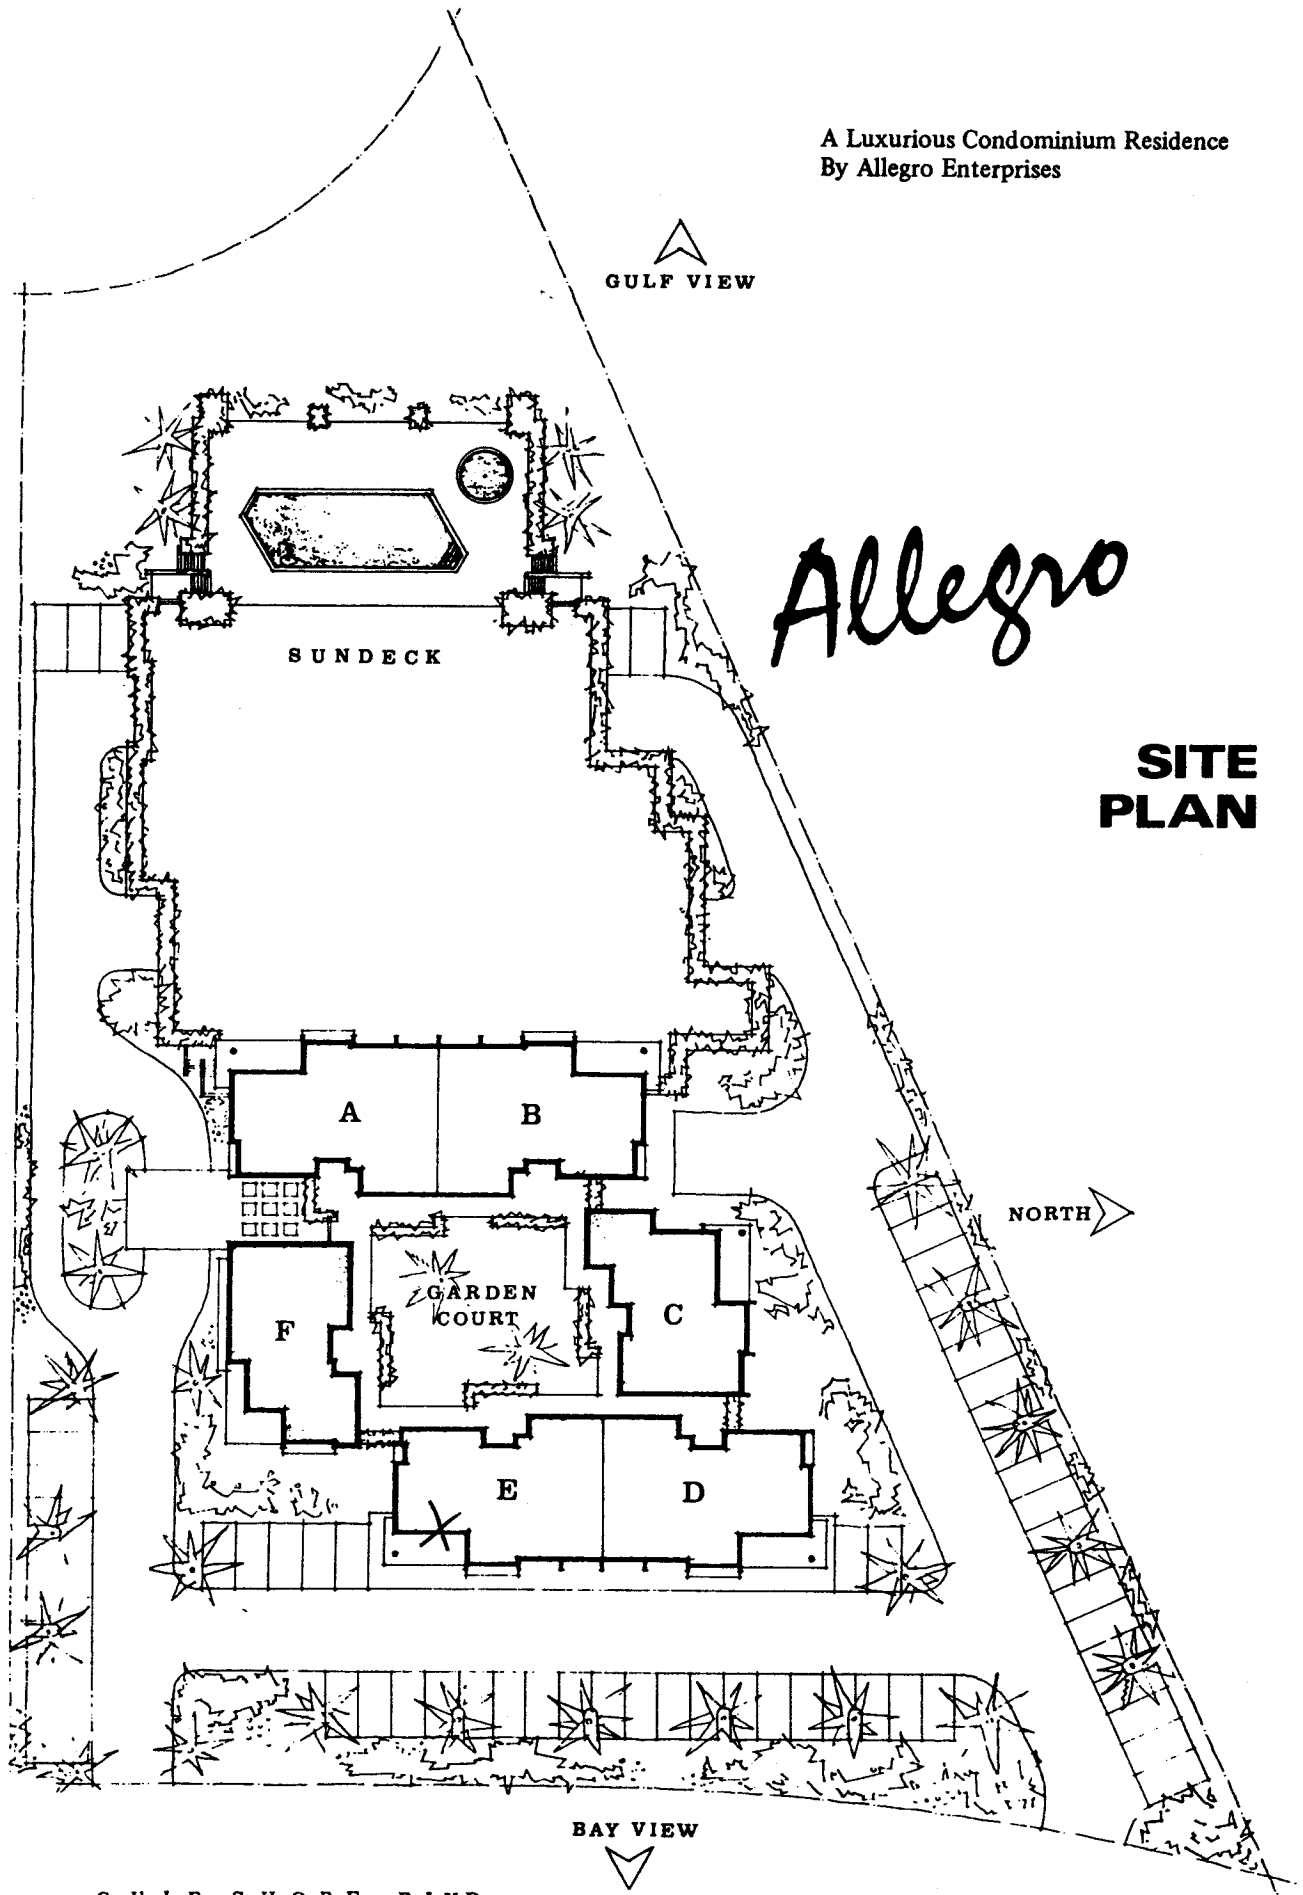 A Luxurious Condominium Residence
By Allegro Enterprises
GULF VIEW
Allegro
SUNDECK
SITE
PLAN
A
B
NORTH
GARDEN
COURT
F
C
E
D
BAY VIEW